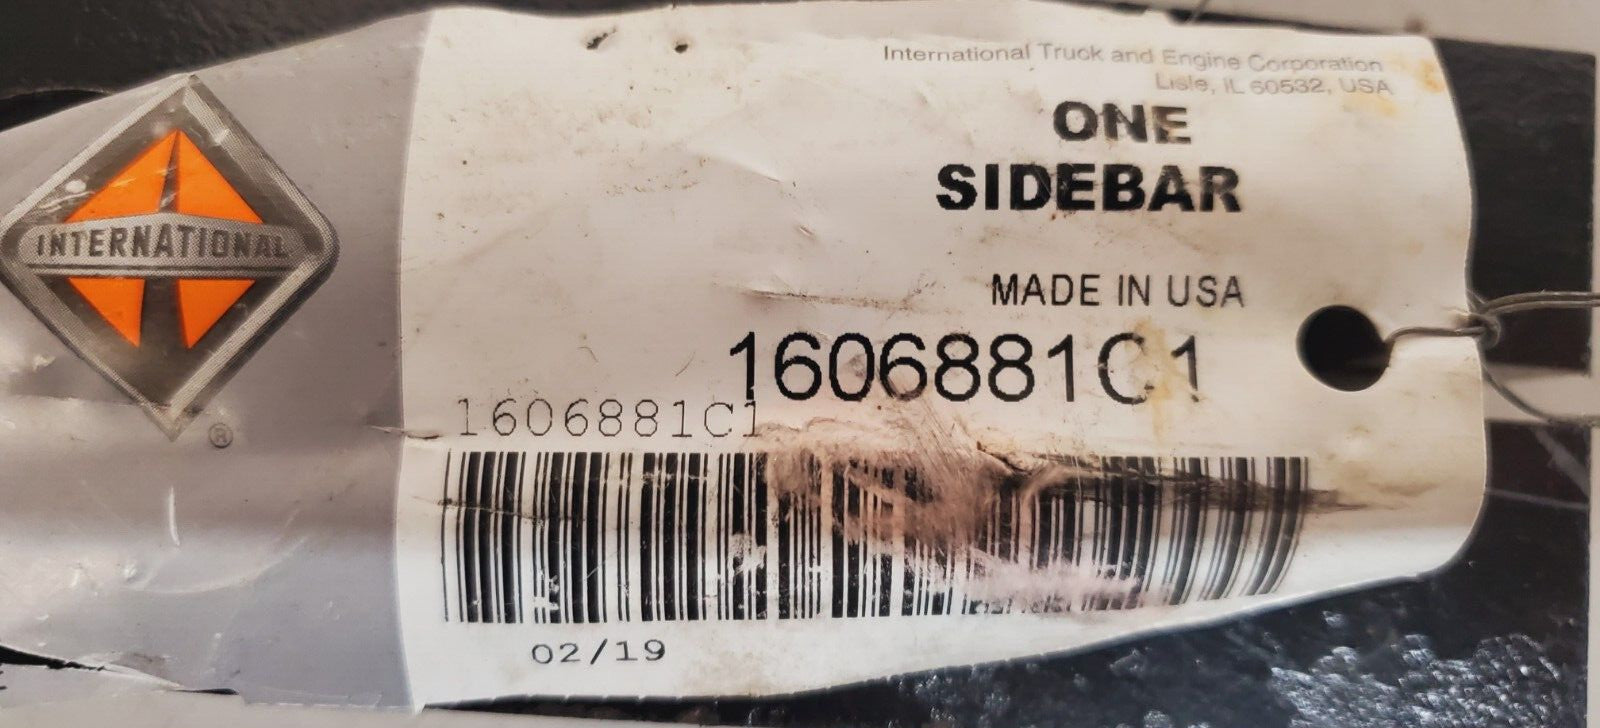 INTERNATIONAL
®
International Truck and Engine Corporation
Lisle, IL 60532, USA
ONE
SIDEBAR
MADE IN USA
1606881C1
1606881C1
02/19